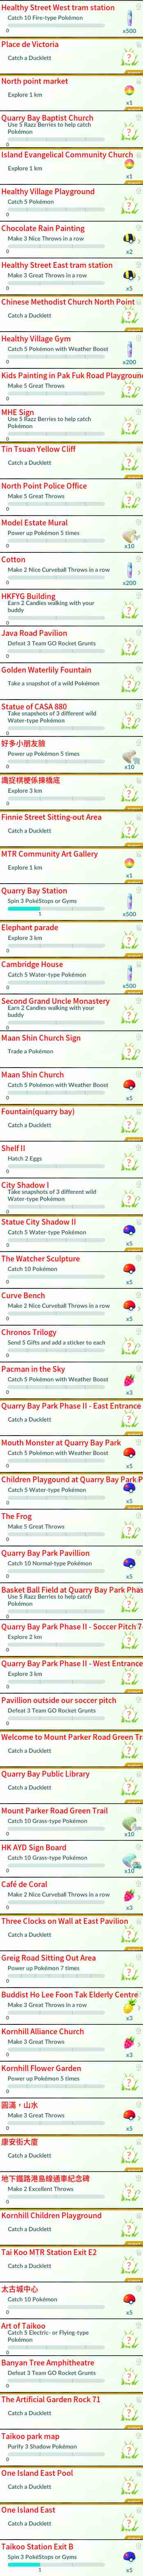 Healthy Street West tram station
Catch 10 Fire-type Pokémon
0
x500
Place de Victoria
Catch a Ducklett
North point market
Explore 1 km
0
x1
Quarry Bay Baptist Church
Use 5 Razz Berries to help catch
Pokémon
0
Island Evangelical Community Church
Explore 1 km
0
x1
Healthy Village Playground
Catch 5 Pokémon
0
Chocolate Rain Painting
Make 3 Nice Throws in a row
0
x2
Healthy Street East tram station
Make 3 Great Throws in a row
0
x5
Chinese Methodist Church North Point
Catch a Ducklett
Healthy Village Gym
Catch 5 Pokémon with Weather Boost
0
x200
Kids Painting in Pak Fuk Road Playground
Make 5 Great Throws
0
MHE Sign
Use 5 Razz Berries to help catch
Pokémon
0
Tin Tsuan Yellow Cliff
Catch a Ducklett
North Point Police Office
Make 5 Great Throws
0
Model Estate Mural
Power up Pokémon 5 times
0
x10
Cotton
Make 2 Nice Curveball Throws in a row
0
x200
HKFYG Building
Earn 2 Candies walking with your
buddy
0
Java Road Pavilion
Defeat 3 Team GO Rocket Grunts
0
Golden Waterlily Fountain
Take a snapshot of a wild Pokémon
Statue of CASA 880
Take snapshots of 3 different wild
Water-type Pokémon
0
好多小朋友臉
Power up Pokémon 5 times
0
x10
識捉棋梗係揀橋底
Explore 3 km
0
Finnie Street Sitting-out Area
Catch a Ducklett
MTR Community Art Gallery
Explore 1 km
0
x1
Quarry Bay Station
Spin 3 PokéStops or Gyms
1
x500
Elephant parade
Explore 3 km
0
Cambridge House
Catch 5 Water-type Pokémon
0
x500
Second Grand Uncle Monastery
Earn 2 Candies walking with your
buddy
0
Maan Shin Church Sign
Trade a Pokémon
Maan Shin Church
Catch 5 Pokémon with Weather Boost
0
x5
Fountain(quarry bay)
Catch a Ducklett
Shelf II
Hatch 2 Eggs
0
City Shadow I
Take snapshots of 3 different wild
Water-type Pokémon
0
Statue City Shadow II
Catch 5 Water-type Pokémon
0
x5
The Watcher Sculpture
Catch 10 Pokémon
0
x5
Curve Bench
Make 2 Nice Curveball Throws in a row
0
x5
Chronos Trilogy
Send 5 Gifts and add a sticker to each
0
Pacman in the Sky
Catch 5 Pokémon with Weather Boost
0
x3
Quarry Bay Park Phase II - East Entrance
Catch a Ducklett
Mouth Monster at Quarry Bay Park
Catch 5 Pokémon with Weather Boost
0
x5
Children Playgound at Quarry Bay Park P
Catch 5 Water-type Pokémon
0
x5
The Frog
Make 5 Great Throws
0
Quarry Bay Park Pavillion
Catch 10 Normal-type Pokémon
0
x5
Basket Ball Field at Quarry Bay Park Phas
Use 5 Razz Berries to help catch
Pokémon
0
Quarry Bay Park Phase II - Soccer Pitch 7-
Explore 2 km
0
Quarry Bay Park Phase II - West Entrance
Explore 3 km
0
Pavillion outside our soccer pitch
Defeat 3 Team GO Rocket Grunts
0
Welcome to Mount Parker Road Green Tr
Catch a Ducklett
Quarry Bay Public Library
Catch a Ducklett
Mount Parker Road Green Trail
Catch 10 Grass-type Pokémon
0
x10
HK AYD Sign Board
Catch 10 Grass-type Pokémon
0
x10
Café de Coral
Make 2 Nice Curveball Throws in a row
0
x3
Three Clocks on Wall at East Pavilion
Catch a Ducklett
Greig Road Sitting Out Area
Power up Pokémon 7 times
0
Buddist Ho Lee Foon Tak Elderly Centre
Make 3 Great Throws in a row
0
x3
Kornhill Alliance Church
Make 3 Great Throws
0
x3
Kornhill Flower Garden
Power up Pokémon 5 times
0
圓滿，山水
Make 3 Great Throws
0
x5
康安街大廈
Catch a Ducklett
地下鐵路港島線通車紀念碑
Make 2 Excellent Throws
0
Kornhill Children Playground
Catch a Ducklett
Tai Koo MTR Station Exit E2
Catch a Ducklett
太古城中心
Catch 10 Pokémon
0
x5
Art of Taikoo
Catch 5 Electric- or Flying-type
Pokémon
0
Banyan Tree Amphitheatre
Defeat 3 Team GO Rocket Grunts
0
The Artificial Garden Rock 71
Catch a Ducklett
Taikoo park map
Purify 3 Shadow Pokémon
0
One Island East Pool
Catch a Ducklett
One Island East
Catch a Ducklett
Taikoo Station Exit B
Spin 3 PokéStops or Gyms
1
x5